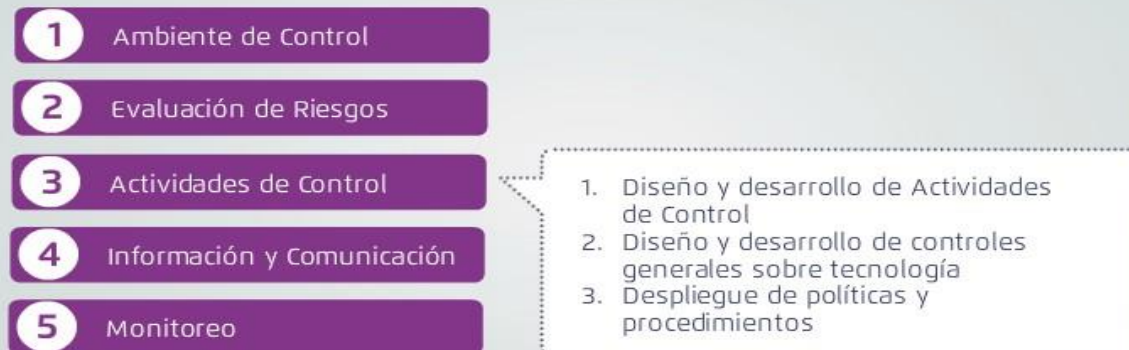 1 Ambiente de Control
2 Evaluación de Riesgos
3 Actividades de Control
4 Información y Comunicación
5 Monitoreo
1. Diseño y desarrollo de Actividades
de Control
2. Diseño y desarrollo de controles
generales sobre tecnología
3. Despliegue de políticas y
procedimientos